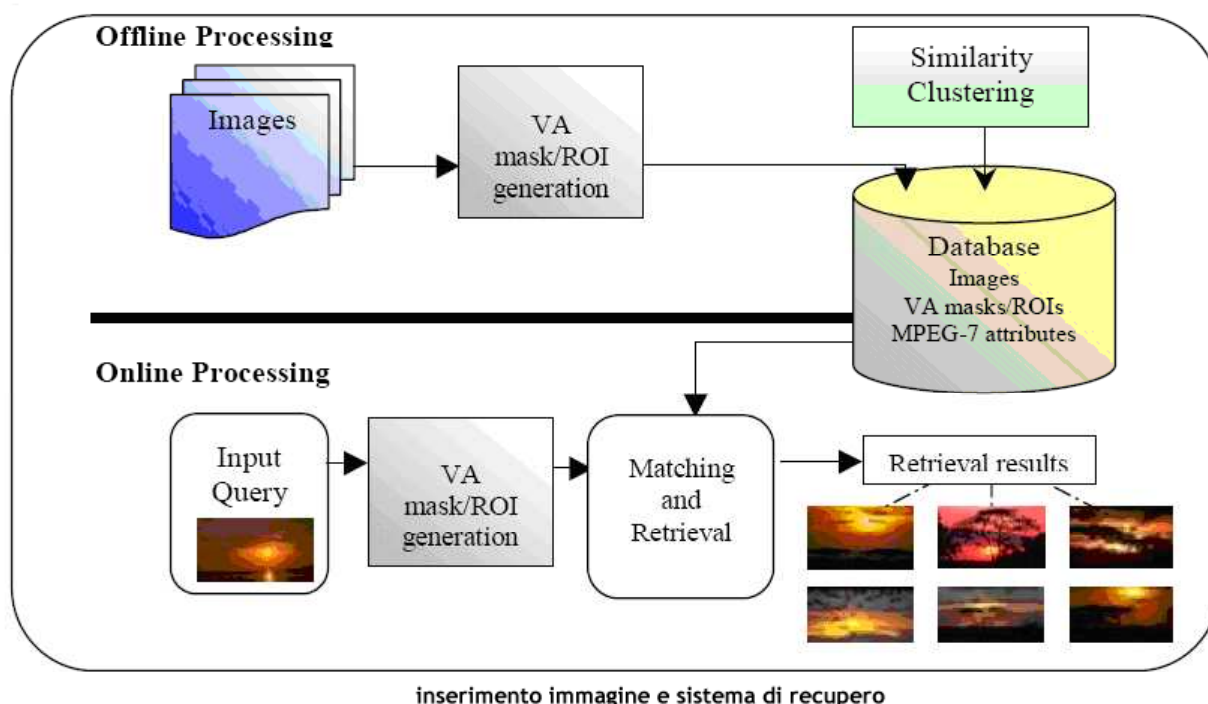 Offline Processing
Images
VA
mask/ROI
generation
Similarity
Clustering
Database
Images
VA masks/ROIs
MPEG-7 attributes
Online Processing
Input
Query
VA
mask/ROI
generation
Matching
and
Retrieval
Retrieval results
inserimento immagine e sistema di recupero